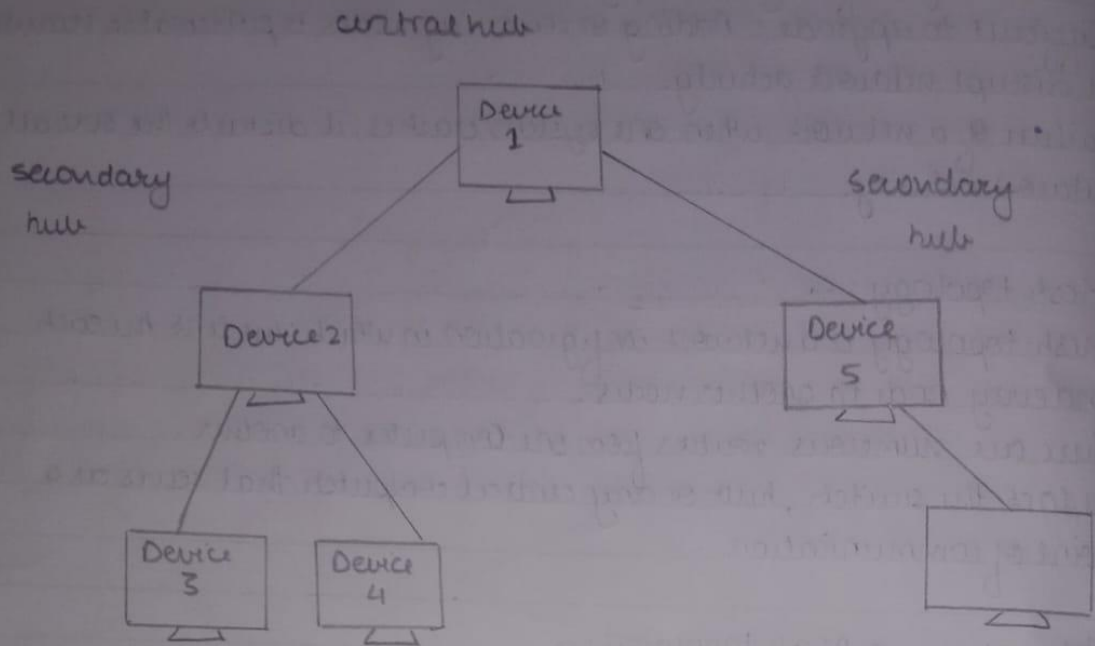 central hub
Device
1
secondary
hub
secondary
hub
Device 2
Device
5
Device
3
Device
4